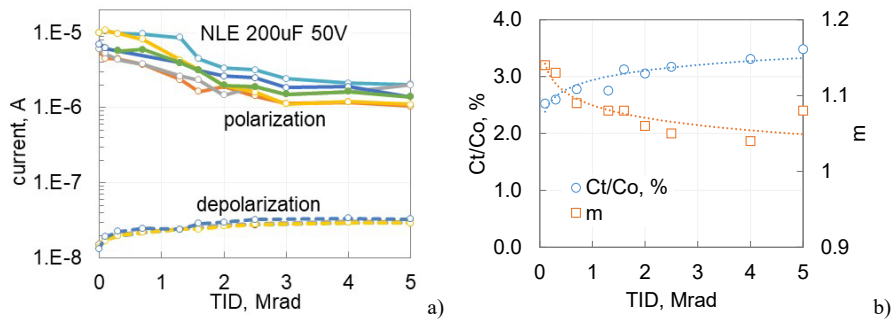 NLE 200uF 50V
1.E-5
1.E-6
1.E-7
1.E-8
current, A
polarization
depolarization
0 1 2 3 4 5
TID, Mrad
a)
4.0
3.0
2.0
1.0
0.0
Ct/Co, %
1.2
1.1
1
0.9
m
Ct/Co, %
m
0 1 2 3 4 5
TID, Mrad
b)